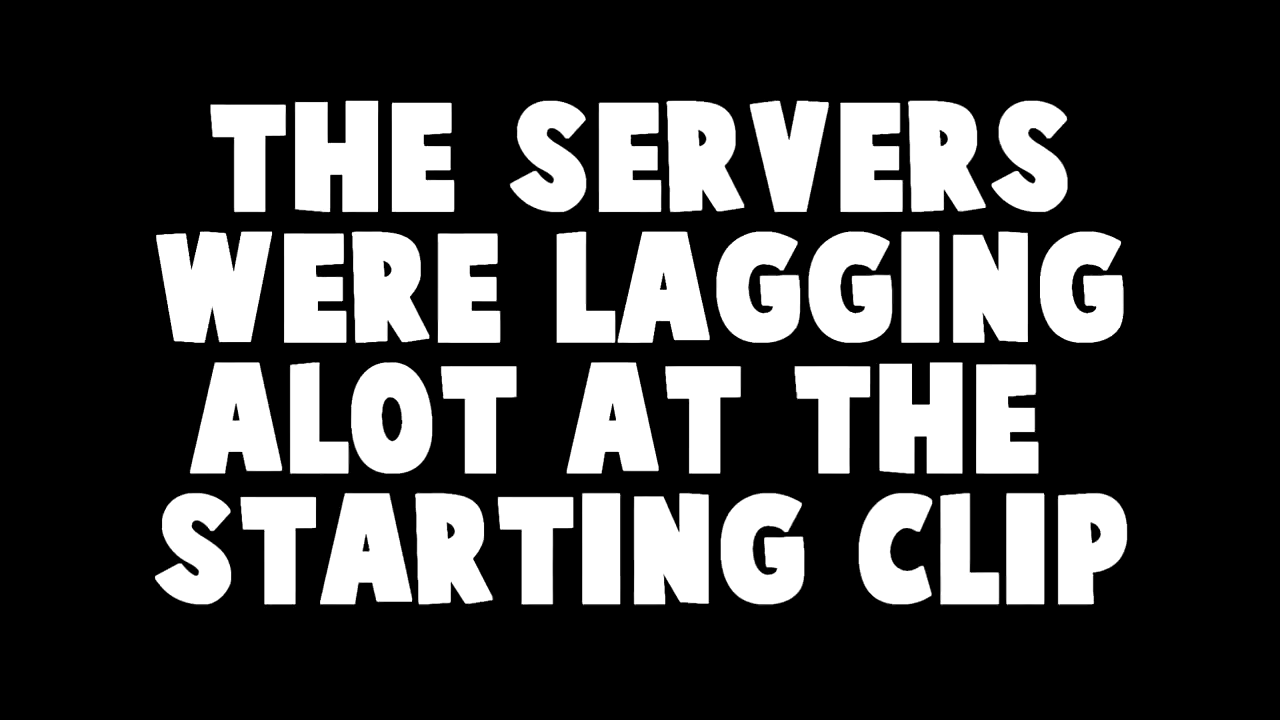 THE SERVERS
WERE LAGGING
ALOT AT THE
STARTING CLIP